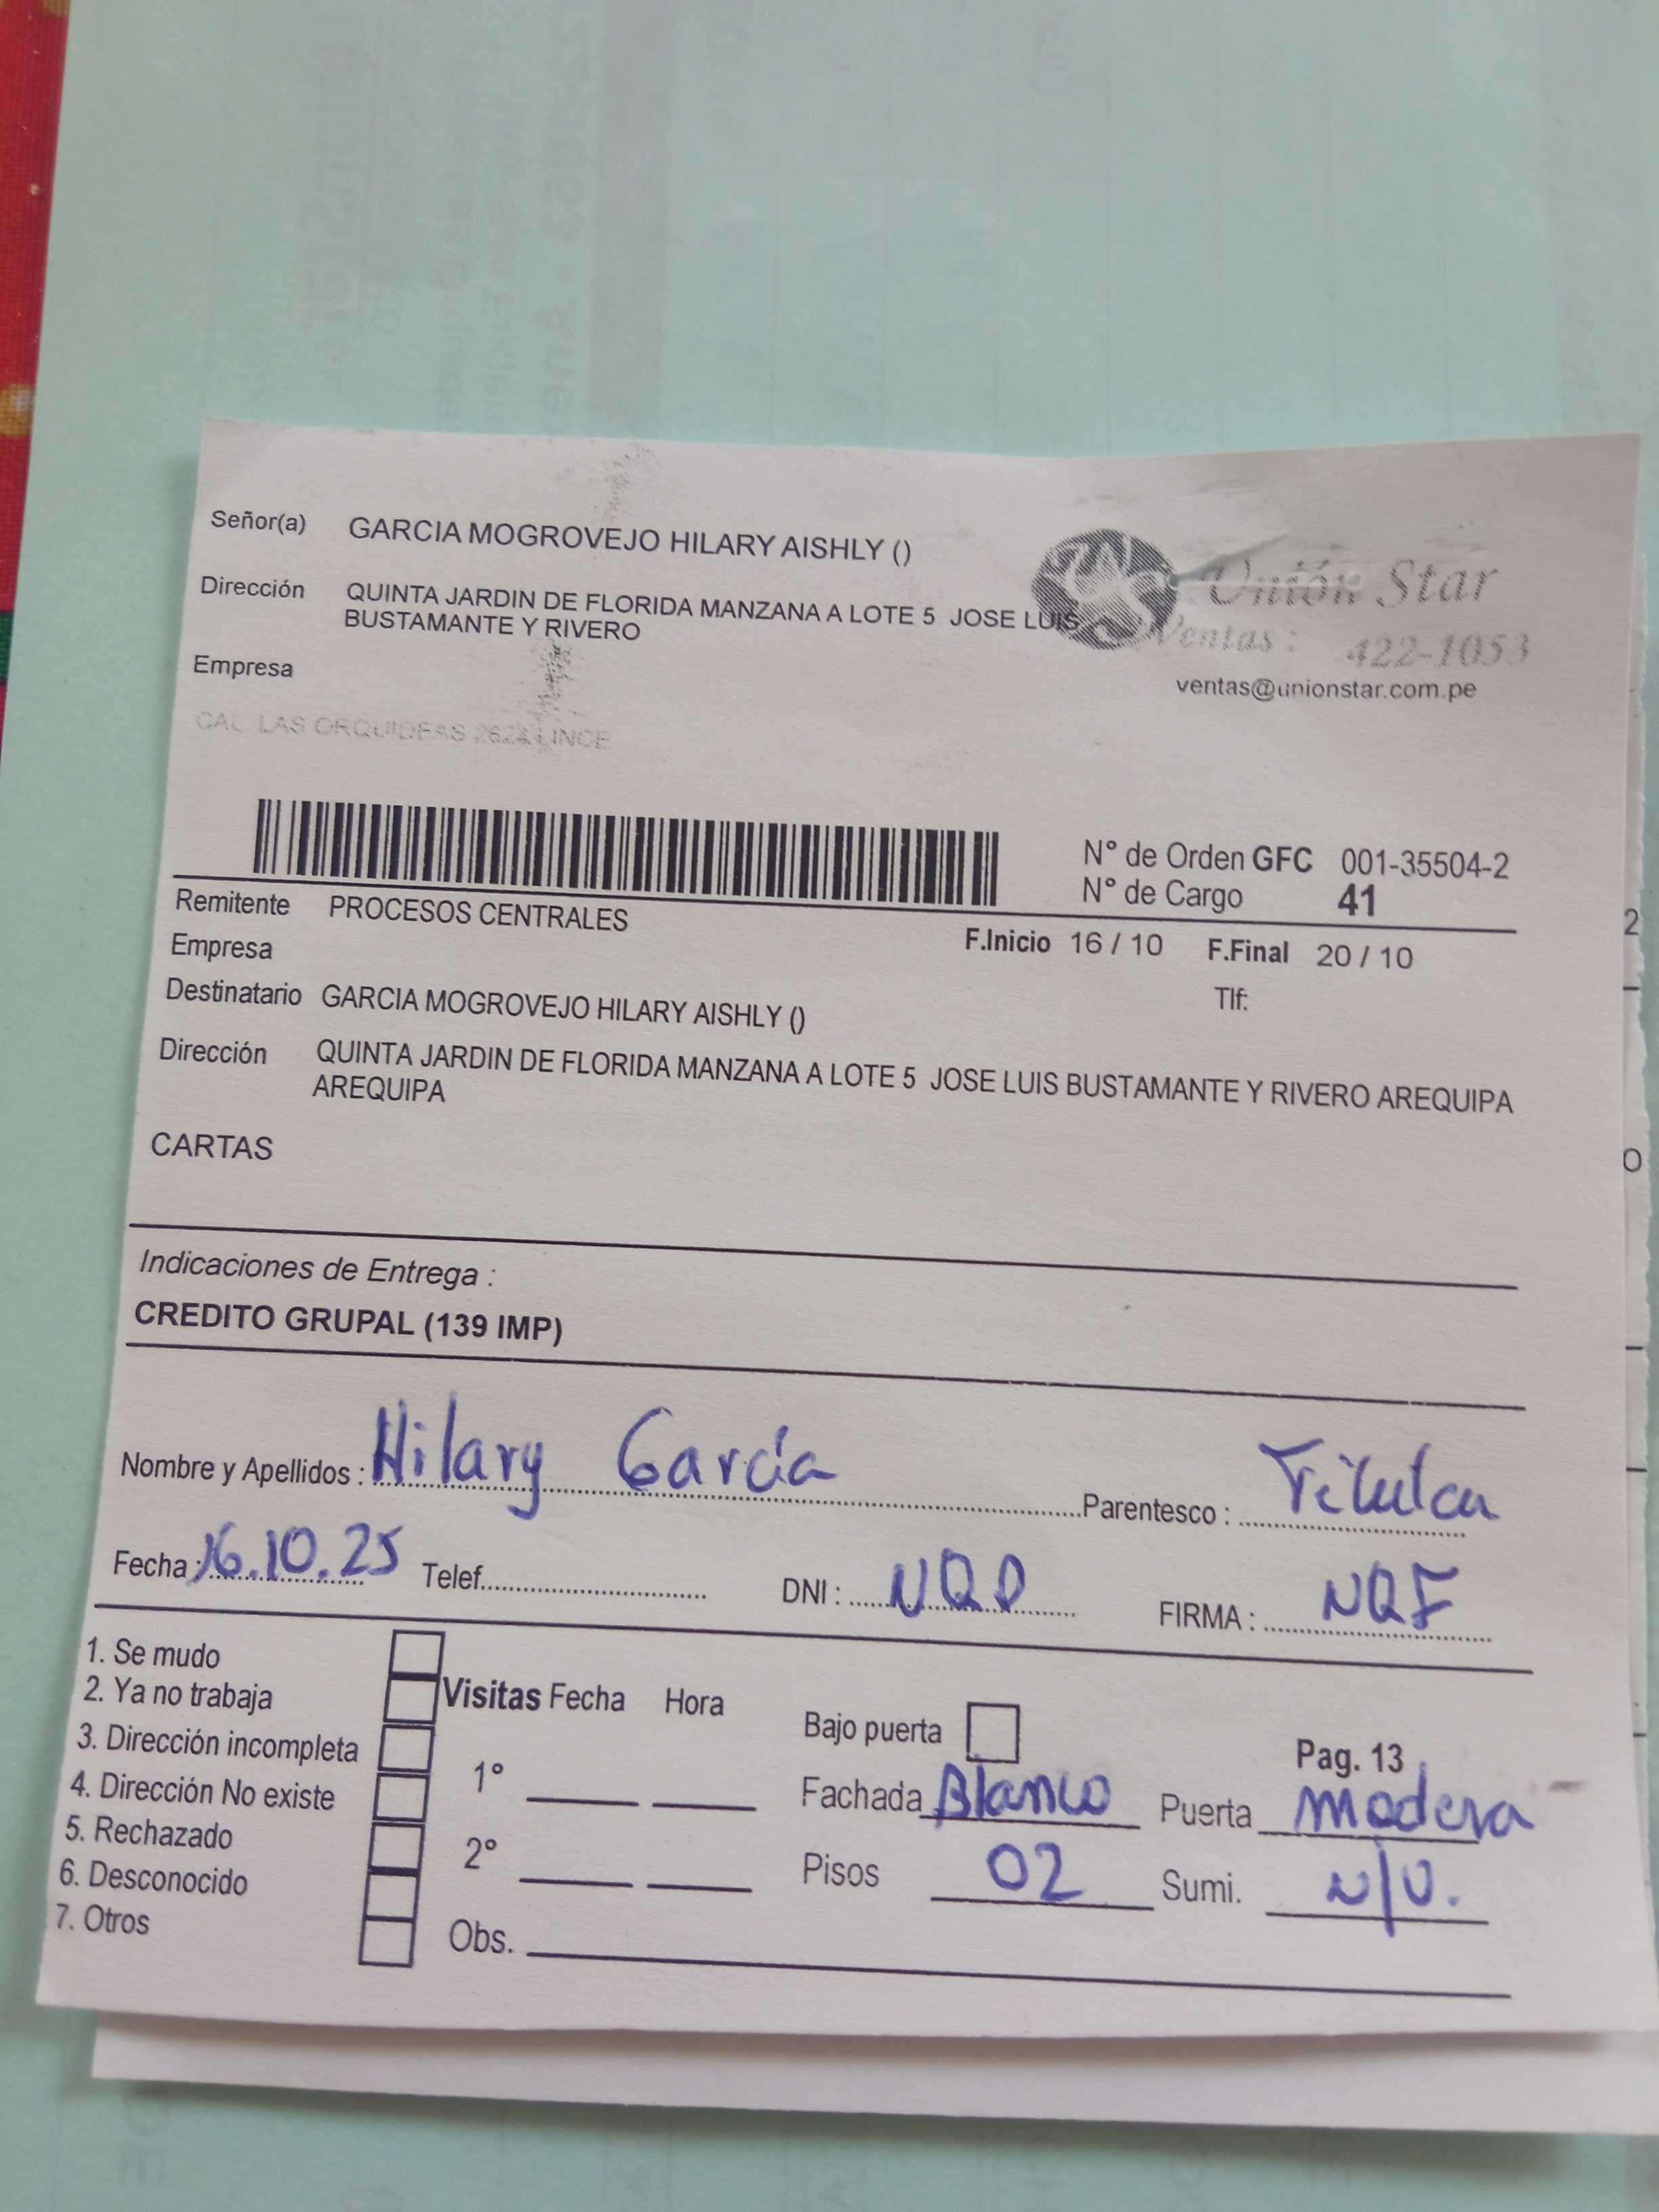 Señor(a) GARCIA MOGROVEJO HILARY AISHLY ()
Dirección QUINTA JARDIN DE FLORIDA MANZANA A LOTE 5 JOSE LUIS
BUSTAMANTE Y RIVERO
Unión Star
Ventas : 422-1053
ventas@unionstar.com.pe
Empresa
CAL LAS ORQUIDEAS LINCE
N° de Orden GFC 001-35504-2
N° de Cargo 41
Remitente PROCESOS CENTRALES
Empresa
F.Inicio 16 / 10 F.Final 20 / 10
Destinatario GARCIA MOGROVEJO HILARY AISHLY ()
Tlf:
Dirección QUINTA JARDIN DE FLORIDA MANZANA A LOTE 5 JOSE LUIS BUSTAMANTE Y RIVERO AREQUIPA
AREQUIPA
CARTAS
Indicaciones de Entrega :
CREDITO GRUPAL (139 IMP)
Nombre y Apellidos : Hilary García Parentesco : Titular
Fecha : 16.10.25 Telef. DNI : NQD FIRMA : NQF
1. Se mudo
2. Ya no trabaja
3. Dirección incompleta
4. Dirección No existe
5. Rechazado
6. Desconocido
7. Otros
Visitas Fecha Hora
1°
2°
Obs.
Bajo puerta
Pag. 13
Fachada Blanco Puerta madera
Pisos 02 Sumi. N/V.